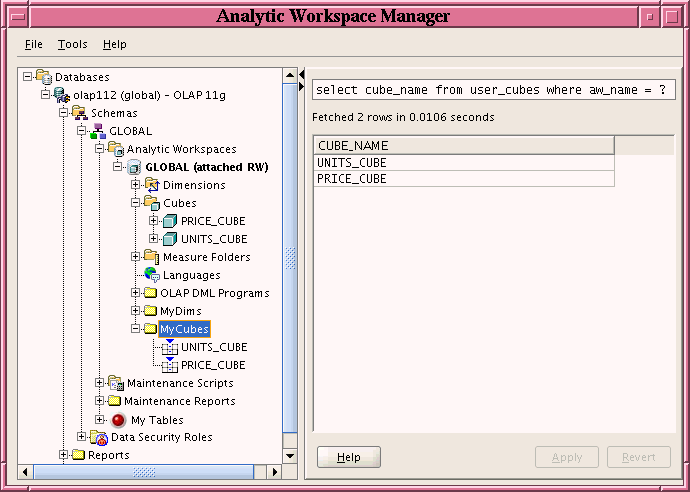 Analytic Workspace Manager
File Tools Help
Databases
olap112 (global) - OLAP 11g
Schemas
GLOBAL
Analytic Workspaces
GLOBAL (attached RW)
Dimensions
Cubes
PRICE_CUBE
UNITS_CUBE
Measure Folders
Languages
OLAP DML Programs
MyDims
MyCubes
UNITS_CUBE
PRICE_CUBE
Maintenance Scripts
Maintenance Reports
My Tables
Data Security Roles
Reports
select cube_name from user_cubes where aw_name = ?
Fetched 2 rows in 0.0106 seconds
CUBE_NAME
UNITS_CUBE
PRICE_CUBE
Help Apply Revert